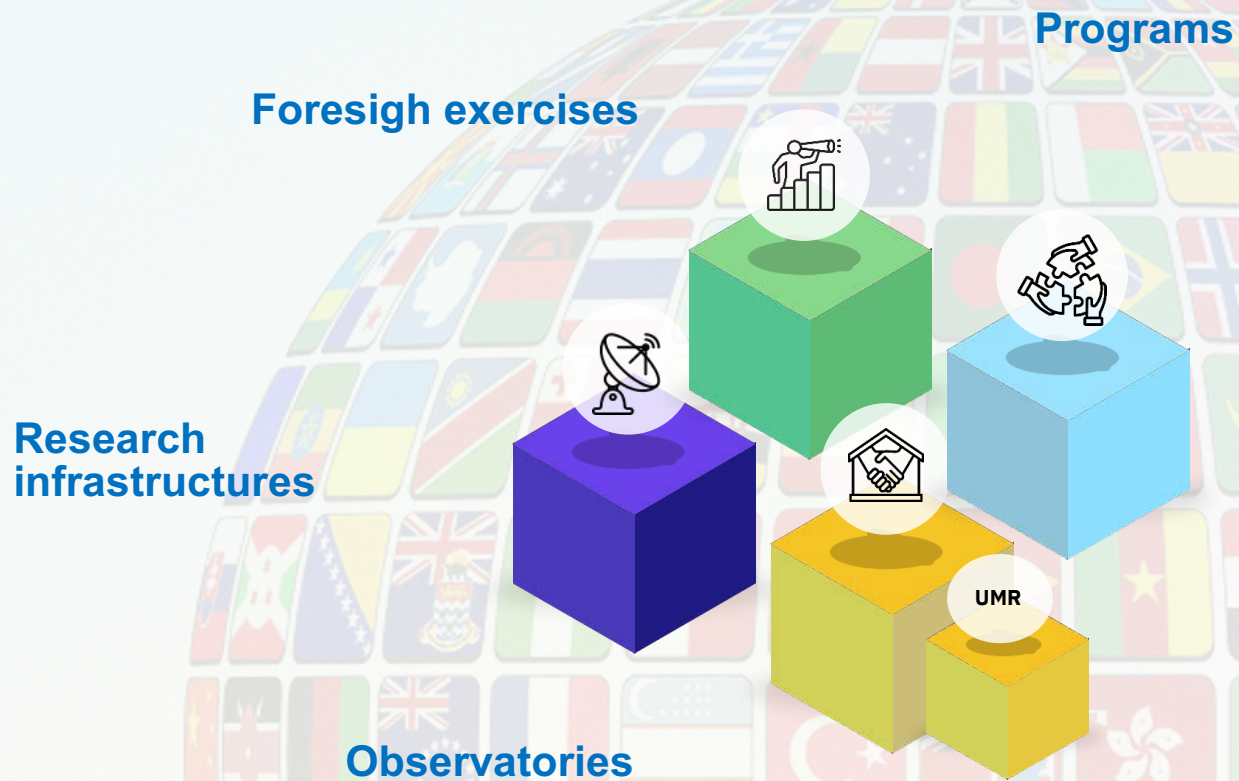 Programs
Foresigh exercises
Research
infrastructures
UMR
Observatories